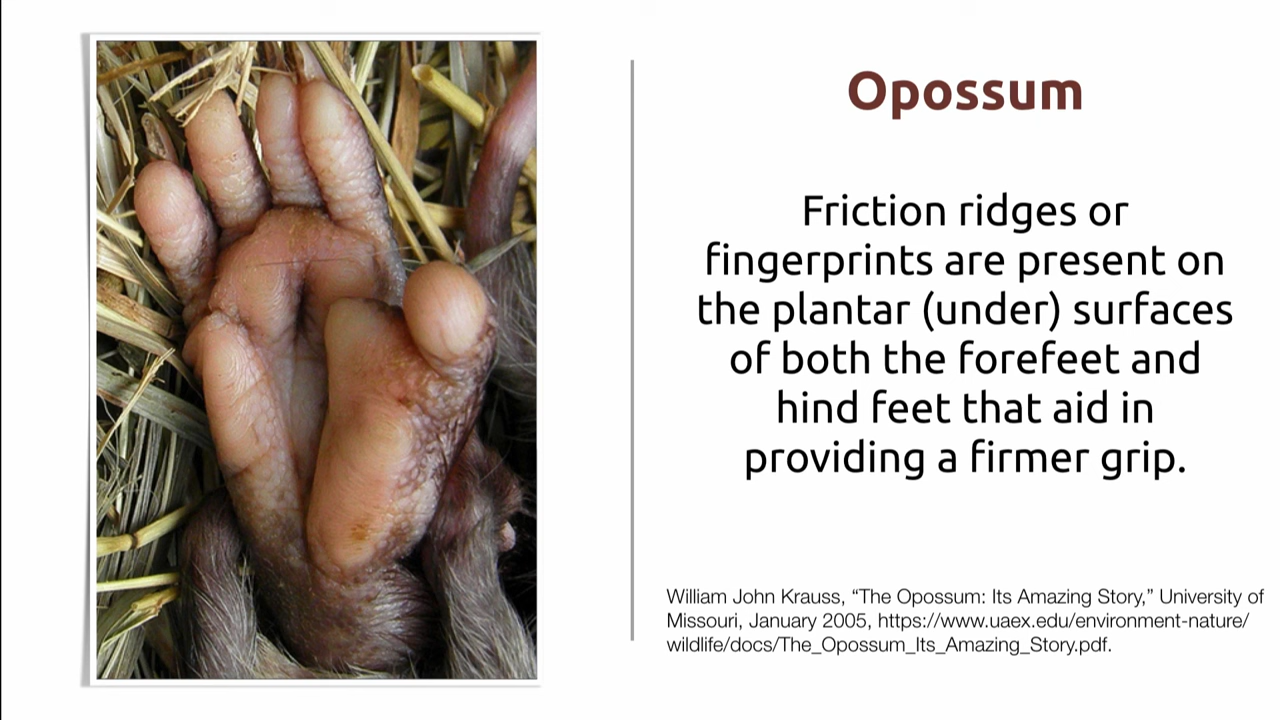 Opossum
Friction ridges or
fingerprints are present on
the plantar (under) surfaces
of both the forefeet and
hind feet that aid in
providing a firmer grip.
William John Krauss, “The Opossum: Its Amazing Story,” University of
Missouri, January 2005, https://www.uaex.edu/environment-nature/
wildlife/docs/The_Opossum_Its_Amazing_Story.pdf.